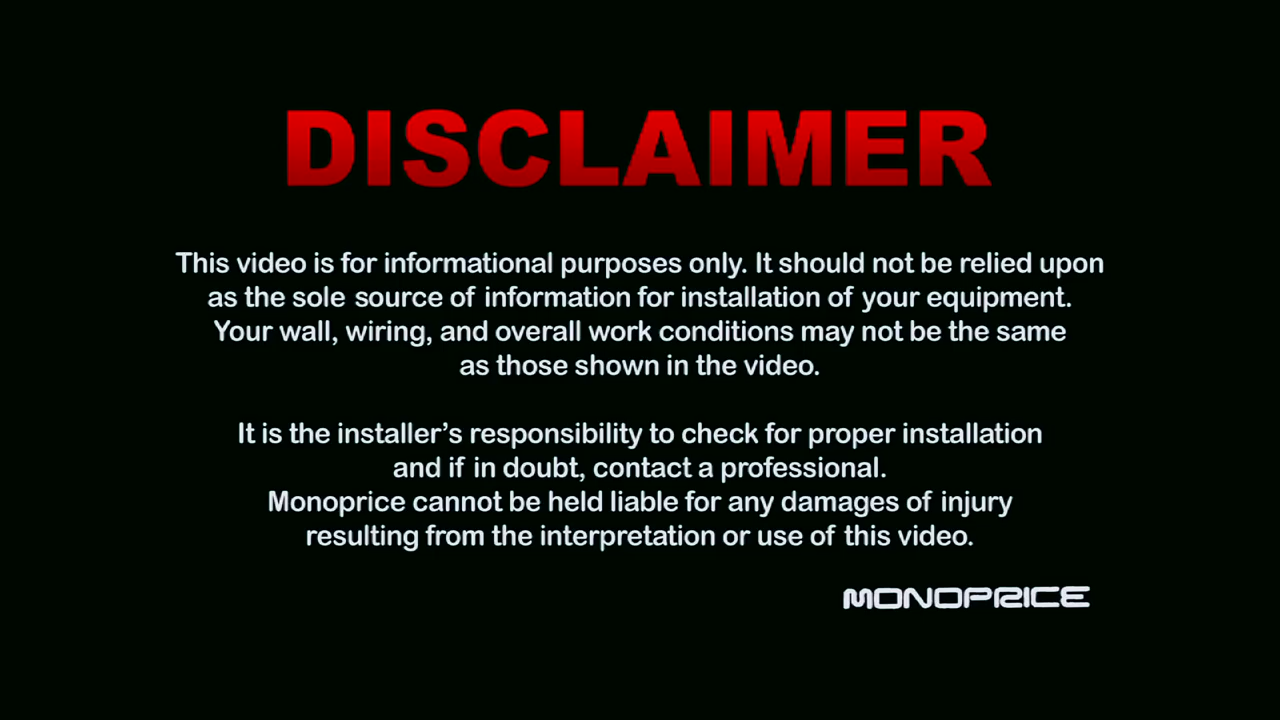 DISCLAIMER
This video is for informational purposes only. It should not be relied upon
as the sole source of information for installation of your equipment.
Your wall, wiring, and overall work conditions may not be the same
as those shown in the video.
It is the installer’s responsibility to check for proper installation
and if in doubt, contact a professional.
Monoprice cannot be held liable for any damages of injury
resulting from the interpretation or use of this video.
MONOPRICE